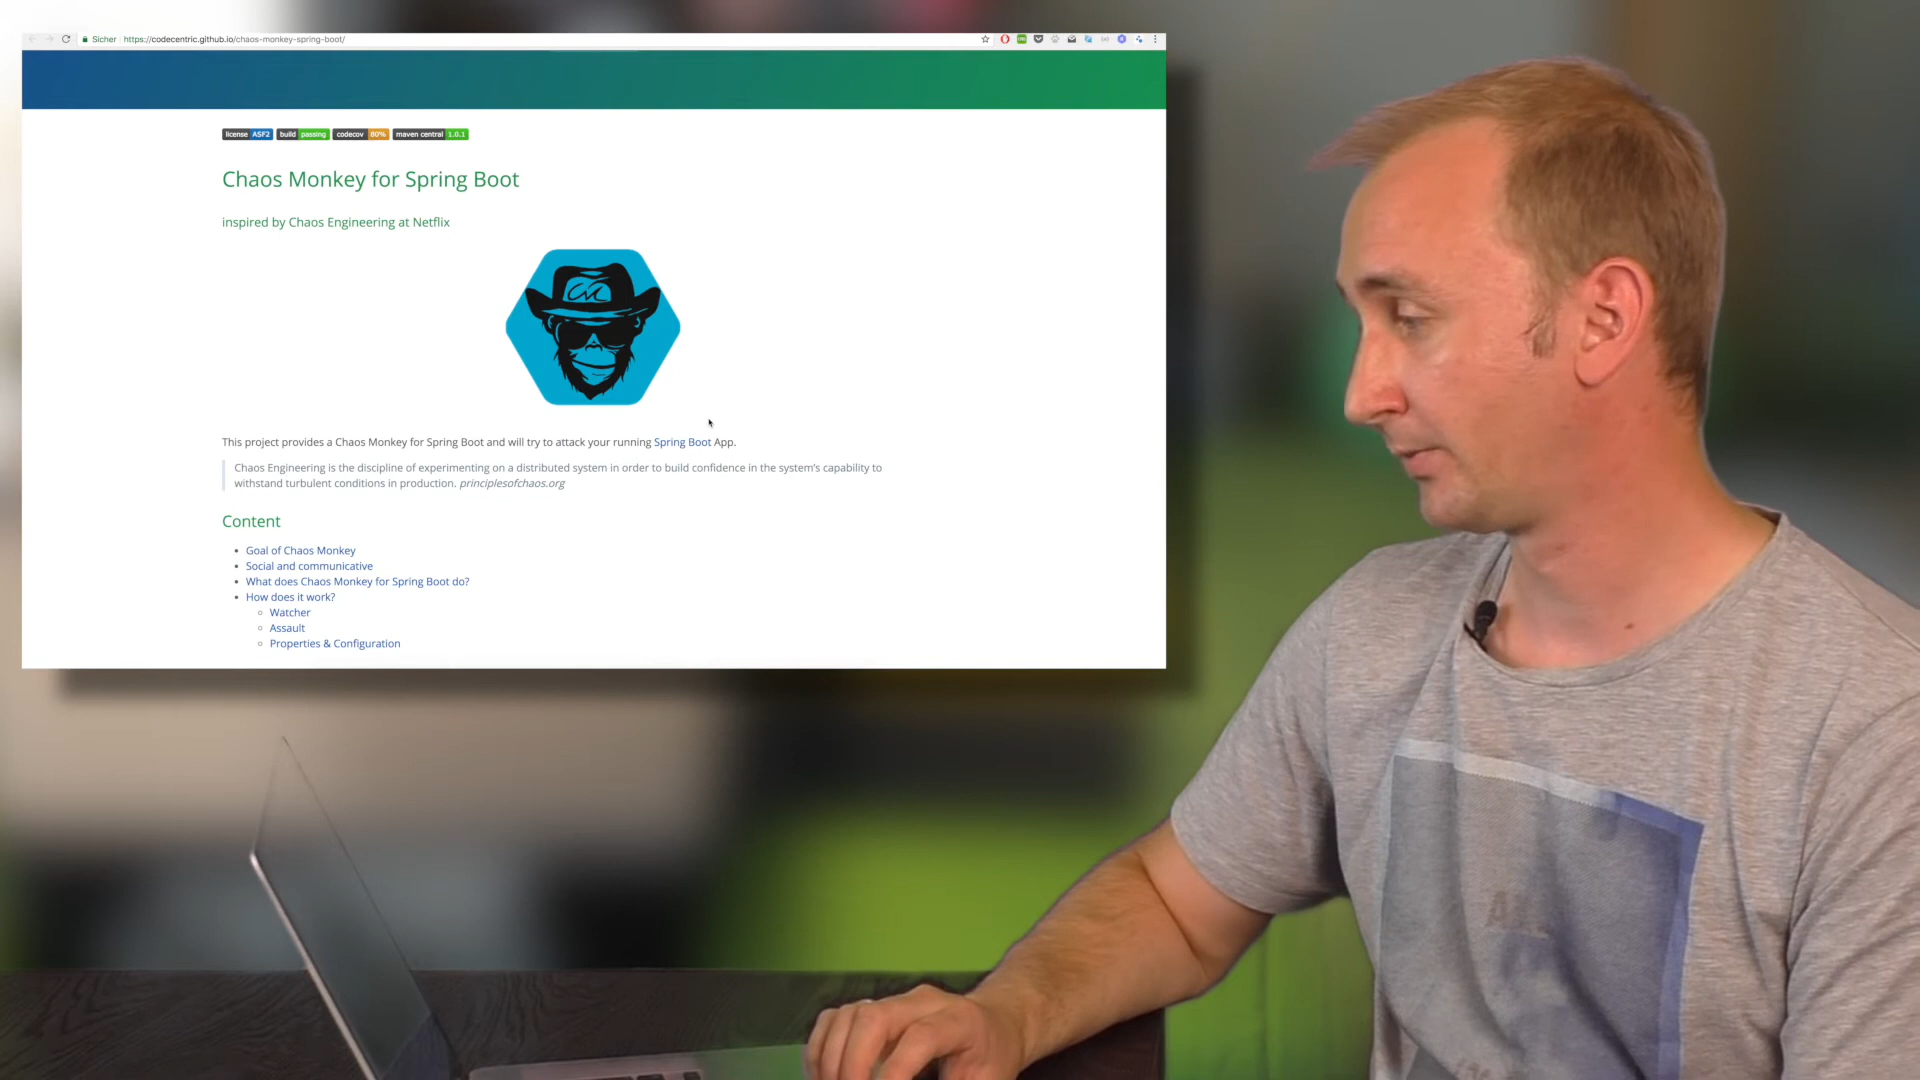 Sicher https://codecentric.github.io/chaos-monkey-spring-boot/
license ASF2 build passing codecov 80% maven central 1.0.1
Chaos Monkey for Spring Boot
inspired by Chaos Engineering at Netflix
CM
This project provides a Chaos Monkey for Spring Boot and will try to attack your running Spring Boot App.
Chaos Engineering is the discipline of experimenting on a distributed system in order to build confidence in the system's capability to
withstand turbulent conditions in production. principlesofchaos.org
Content
Goal of Chaos Monkey
Social and communicative
What does Chaos Monkey for Spring Boot do?
How does it work?
Watcher
Assault
Properties & Configuration